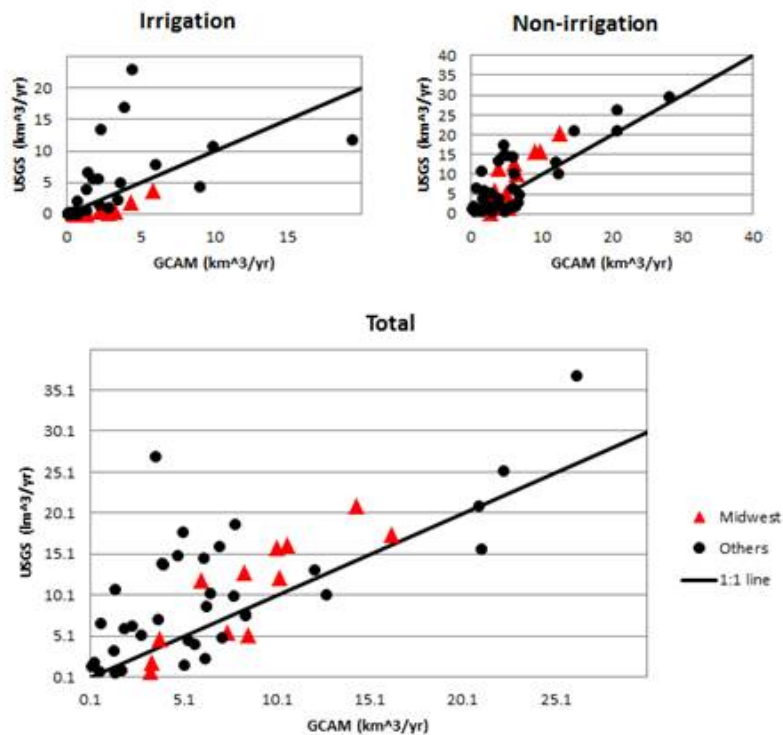 Irrigation
USGS (km^3/yr)
20
15
10
5
0
0 5 10 15
GCAM (km^3/yr)
Non-irrigation
USGS (km^3/yr)
40
35
30
25
20
15
10
5
0
0 10 20 30 40
GCAM (km^3/yr)
Total
USGS (lm^3/yr)
35.1
30.1
25.1
20.1
15.1
10.1
5.1
0.1
0.1 5.1 10.1 15.1 20.1 25.1
GCAM (km^3/yr)
Midwest
Others
1:1 line